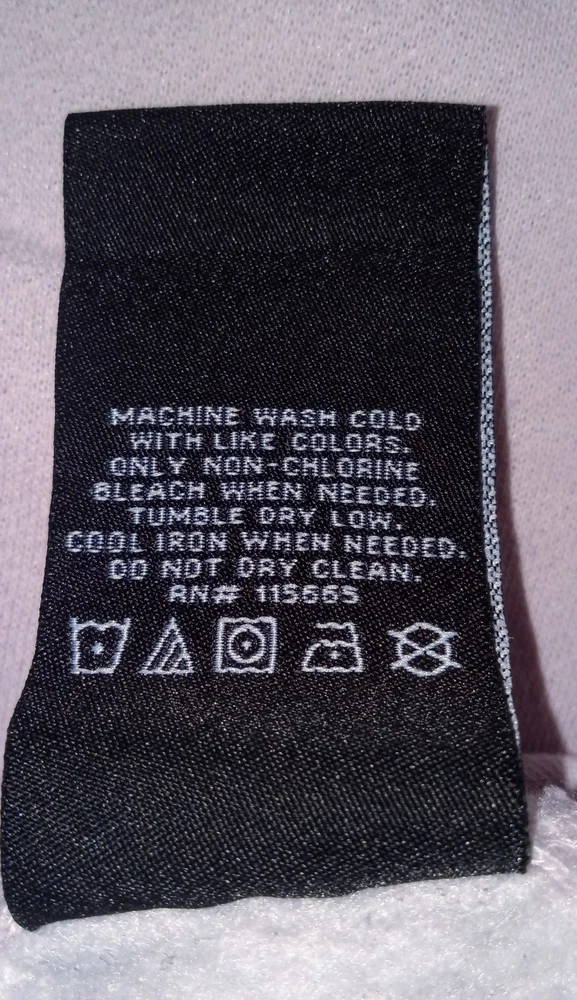 MACHINE WASH COLD
WITH LIKE COLORS.
ONLY NON-CHLORINE
BLEACH WHEN NEEDED.
TUMBLE DRY LOW.
COOL IRON WHEN NEEDED.
DO NOT DRY CLEAN.
RN# 115665